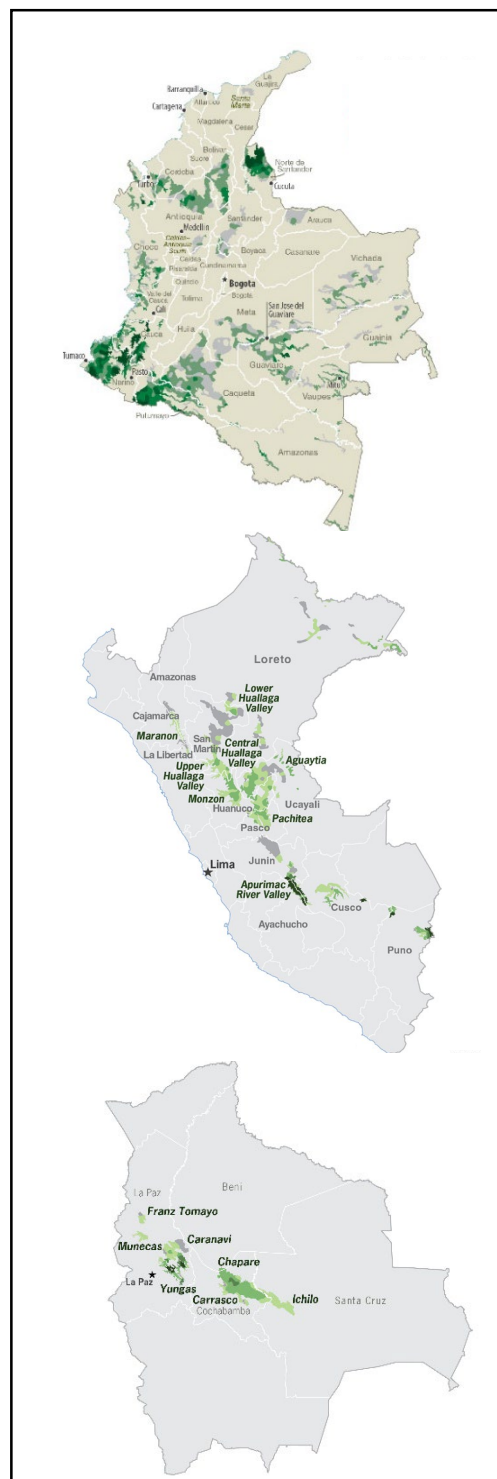 La
Guajira
Barranquilla
Atlantico
Santa
Marta
Cartagena
Magdalena
Cesar
Bolivar
Sucre
Norte de
Santander
Cordoba
Turbo
Cucuta
Antioquia
Santander
Arauca
Medellin
Choco
Boyaca
Casanare
Vichada
Caldas
Risaralda
Cundinamarca
Quindio
Bogota
Valle del
Cauca
Tolima
Bogota
Cali
Meta
San Jose del
Guaviare
Huila
Cauca
Guainia
Tumaco
Guaviare
Pasto
Mitu
Narino
Vaupes
Caqueta
Putumayo
Amazonas
Loreto
Amazonas
Lower
Huallaga
Valley
Cajamarca
Maranon
San
Martin
Central
Huallaga
Valley
La Libertad
Aguaytia
Upper
Huallaga
Valley
Monzon
Ucayali
Huanuco
Pachitea
Pasco
Junin
Lima
Apurimac
River Valley
Cusco
Ayachucho
Puno
La Paz
Beni
Franz Tomayo
Munecas
Caranavi
Chapare
La Paz
Yungas
Carrasco
Ichilo
Santa Cruz
Cochabamba